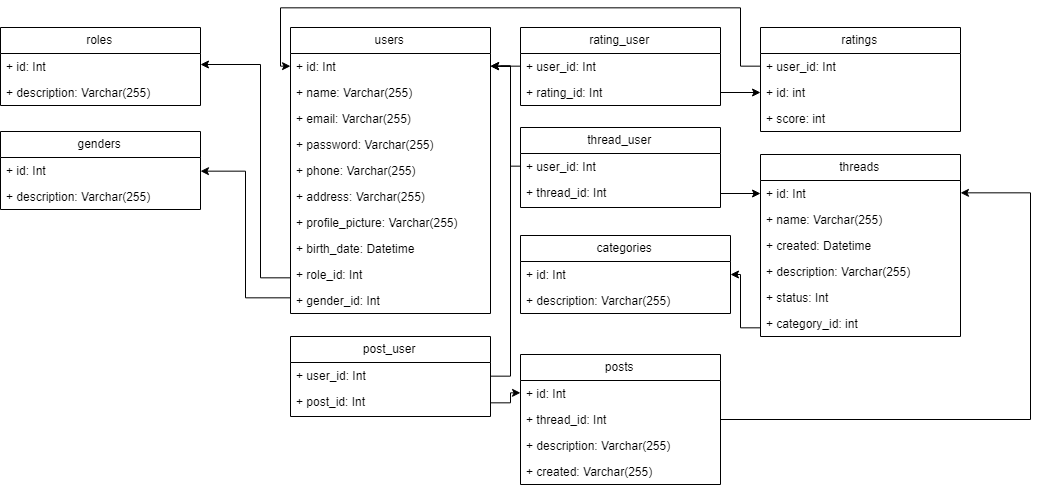 roles
+ id: Int
+ description: Varchar(255)
genders
+ id: Int
+ description: Varchar(255)
users
+ id: Int
+ name: Varchar(255)
+ email: Varchar(255)
+ password: Varchar(255)
+ phone: Varchar(255)
+ address: Varchar(255)
+ profile_picture: Varchar(255)
+ birth_date: Datetime
+ role_id: Int
+ gender_id: Int
post_user
+ user_id: Int
+ post_id: Int
rating_user
+ user_id: Int
+ rating_id: Int
thread_user
+ user_id: Int
+ thread_id: Int
categories
+ id: Int
+ description: Varchar(255)
posts
+ id: Int
+ thread_id: Int
+ description: Varchar(255)
+ created: Varchar(255)
ratings
+ user_id: Int
+ id: int
+ score: int
threads
+ id: Int
+ name: Varchar(255)
+ created: Datetime
+ description: Varchar(255)
+ status: Int
+ category_id: int